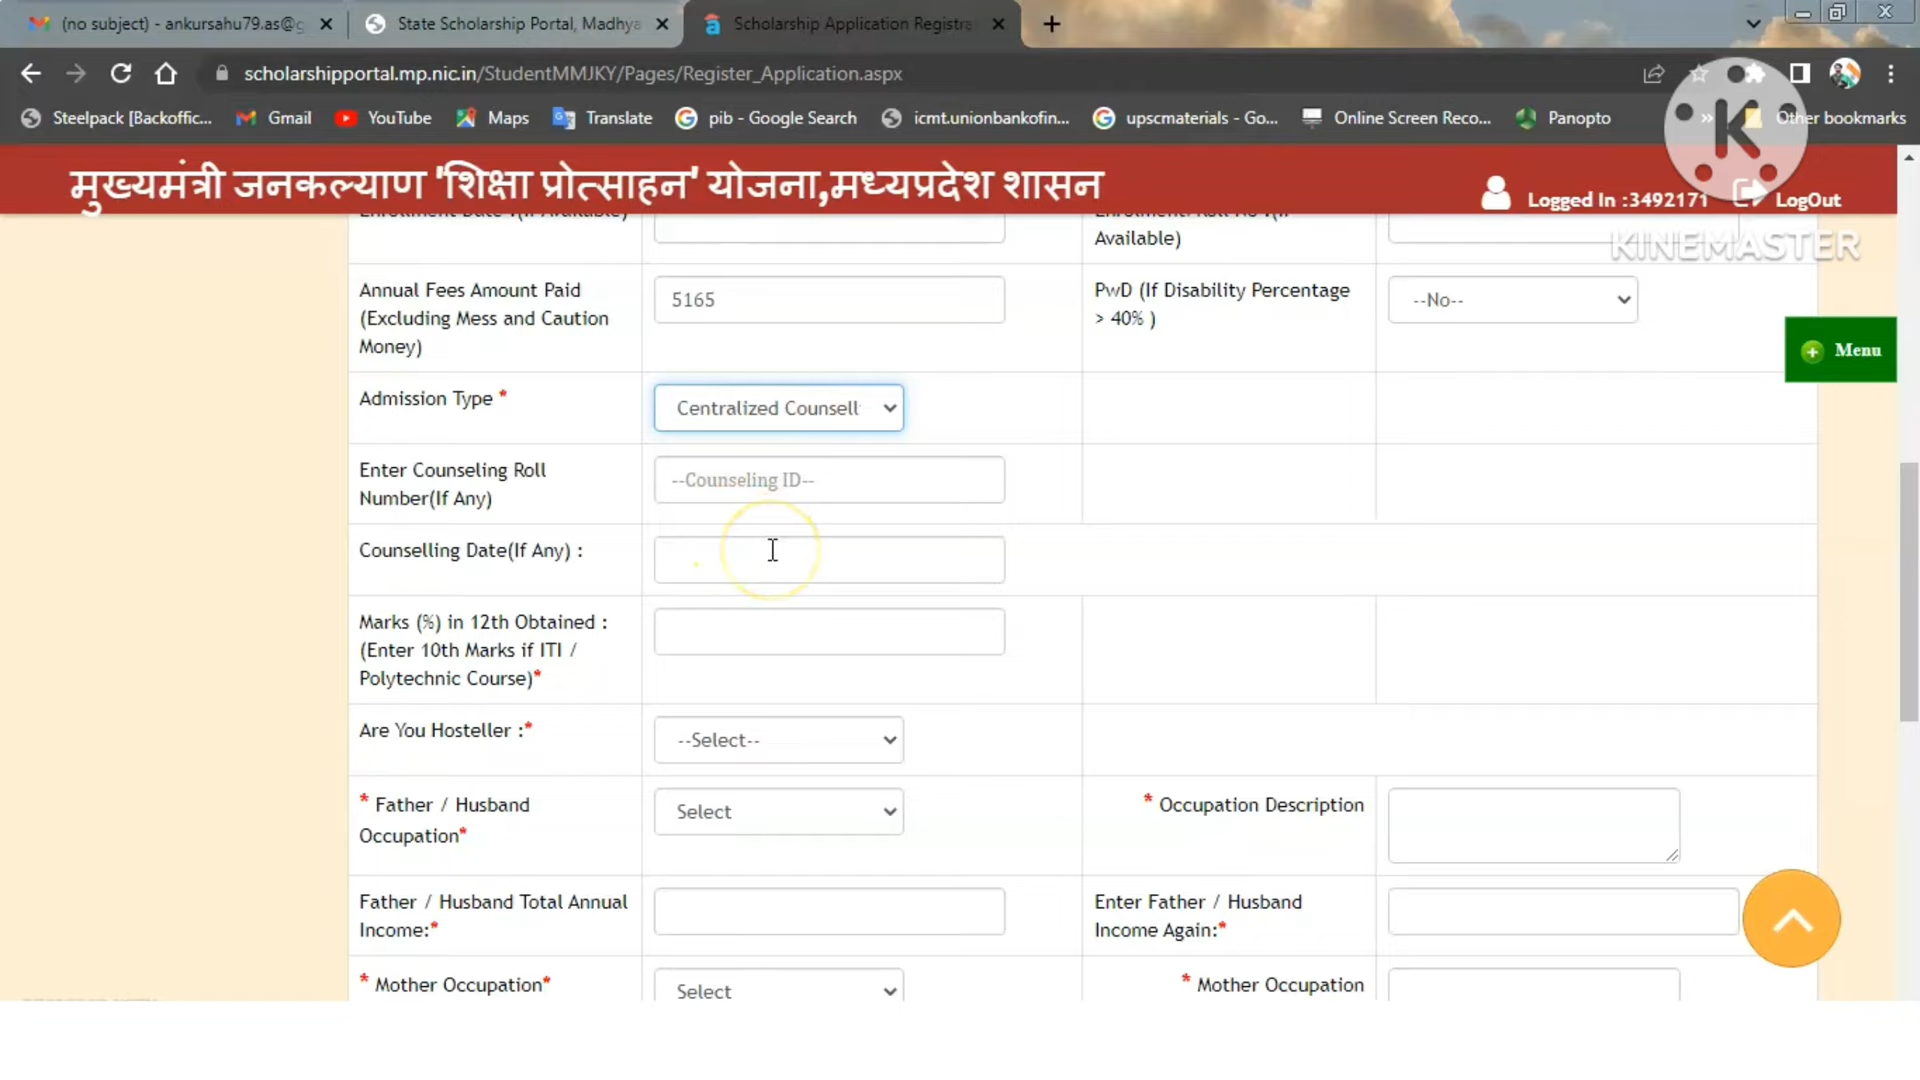 (no subject) - ankursahu79.as@g
State Scholarship Portal, Madhya
Scholarship Application Registra
scholarshipportal.mp.nic.in/StudentMMJKY/Pages/Register_Application.aspx
Steelpack [Backoffic...
Gmail
YouTube
Maps
Translate
pib - Google Search
icmt.unionbankofin...
upscmaterials - Go...
Online Screen Reco...
Panopto
Other bookmarks
K
मुख्यमंत्री जनकल्याण 'शिक्षा प्रोत्साहन' योजना,मध्यप्रदेश शासन
Logged In :3492171
LogOut
KINEMASTER
Available)
Annual Fees Amount Paid
(Excluding Mess and Caution
Money)
5165
PwD (If Disability Percentage
> 40% )
--No--
Menu
Admission Type *
Centralized Counsell
Enter Counseling Roll
Number(If Any)
--Counseling ID--
Counselling Date(If Any) :
Marks (%) in 12th Obtained :
(Enter 10th Marks if ITI /
Polytechnic Course)*
Are You Hosteller :*
--Select--
* Father / Husband
Occupation*
Select
* Occupation Description
Father / Husband Total Annual
Income:*
Enter Father / Husband
Income Again:*
* Mother Occupation*
Select
* Mother Occupation